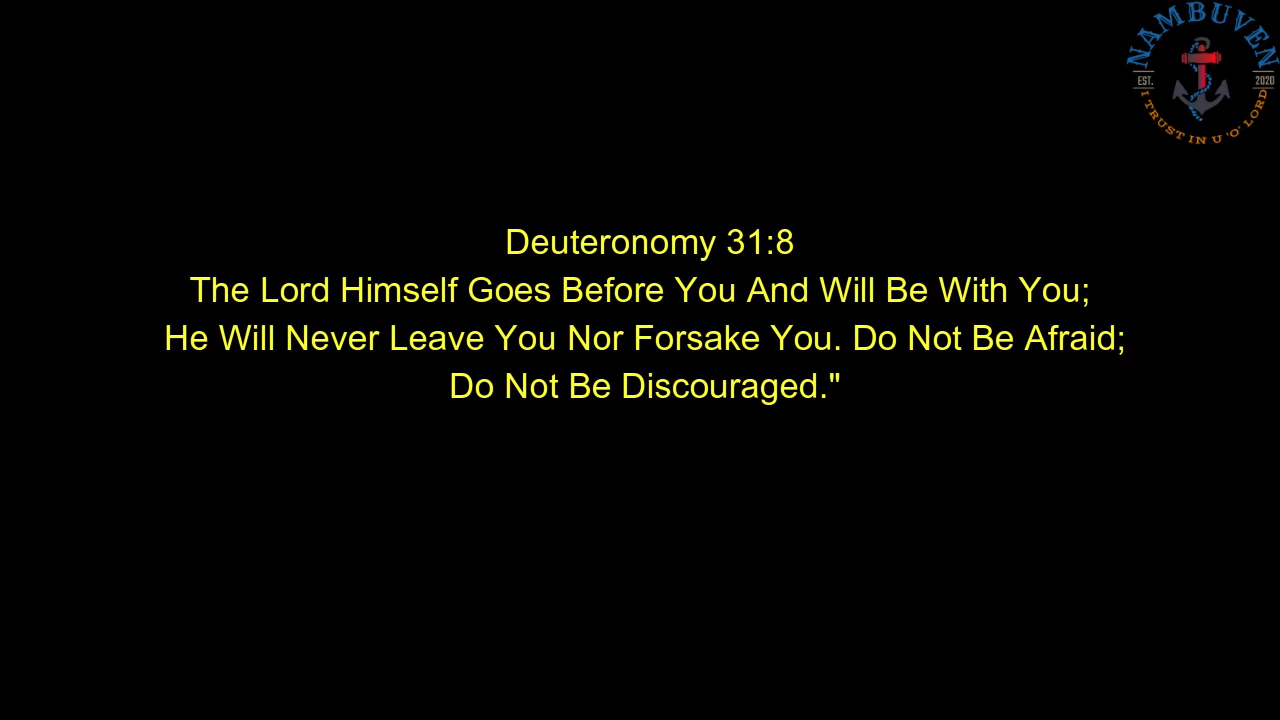 NAMBUVEN
EST. 2020
I TRUST IN U 'O' LORD
Deuteronomy 31:8
The Lord Himself Goes Before You And Will Be With You;
He Will Never Leave You Nor Forsake You. Do Not Be Afraid;
Do Not Be Discouraged."